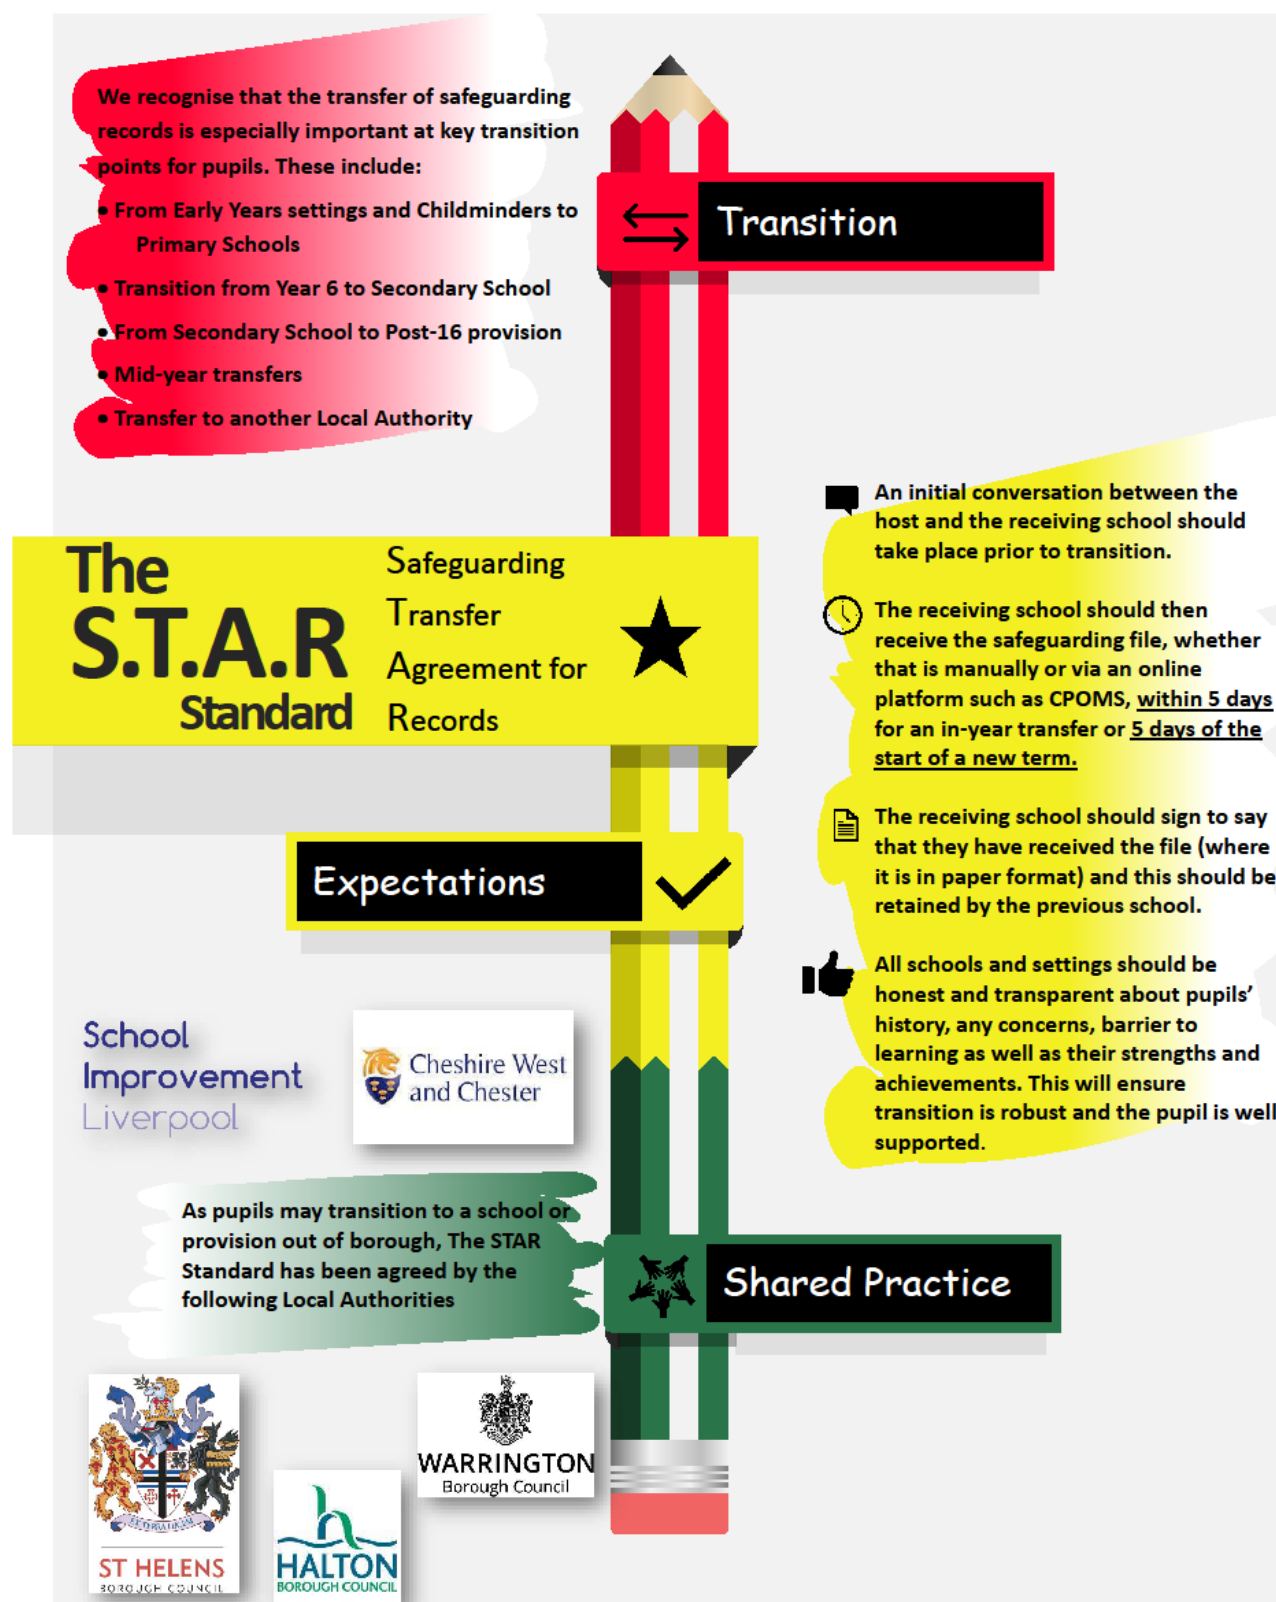 We recognise that the transfer of safeguarding
records is especially important at key transition
points for pupils. These include:
• From Early Years settings and Childminders to
Primary Schools
• Transition from Year 6 to Secondary School
• From Secondary School to Post-16 provision
• Mid-year transfers
• Transfer to another Local Authority
Transition
The
S.T.A.R
Standard
Safeguarding
Transfer
Agreement for
Records
An initial conversation between the
host and the receiving school should
take place prior to transition.
The receiving school should then
receive the safeguarding file, whether
that is manually or via an online
platform such as CPOMS, within 5 days
for an in-year transfer or 5 days of the
start of a new term.
The receiving school should sign to say
that they have received the file (where
it is in paper format) and this should be
retained by the previous school.
All schools and settings should be
honest and transparent about pupils’
history, any concerns, barrier to
learning as well as their strengths and
achievements. This will ensure
transition is robust and the pupil is well
supported.
Expectations
School
Improvement
Liverpool
Cheshire West
and Chester
As pupils may transition to a school or
provision out of borough, The STAR
Standard has been agreed by the
following Local Authorities
Shared Practice
ST HELENS
BOROUGH COUNCIL
HALTON
BOROUGH COUNCIL
WARRINGTON
Borough Council